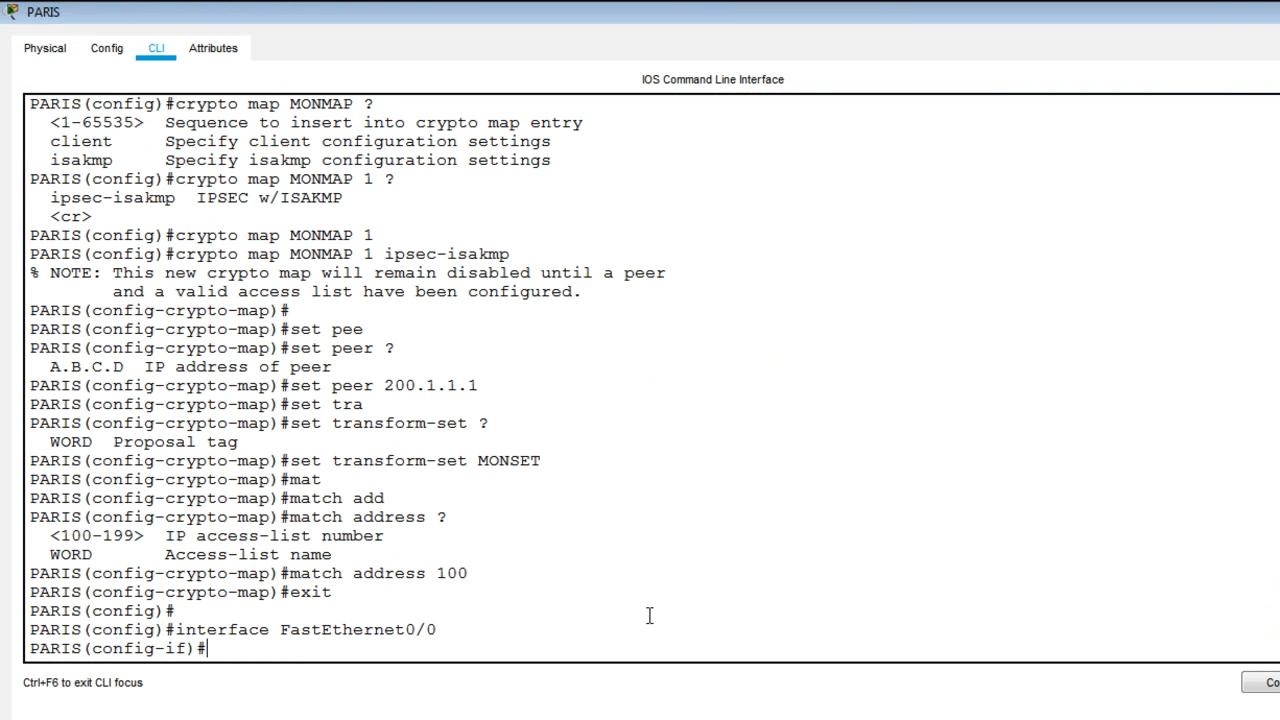 PARIS
Physical Config CLI Attributes
IOS Command Line Interface
PARIS(config)#crypto map MONMAP ?
<1-65535> Sequence to insert into crypto map entry
client Specify client configuration settings
isakmp Specify isakmp configuration settings
PARIS(config)#crypto map MONMAP 1 ?
ipsec-isakmp IPSEC w/ISAKMP
<cr>
PARIS(config)#crypto map MONMAP 1
PARIS(config)#crypto map MONMAP 1 ipsec-isakmp
% NOTE: This new crypto map will remain disabled until a peer
and a valid access list have been configured.
PARIS(config-crypto-map)#
PARIS(config-crypto-map)#set pee
PARIS(config-crypto-map)#set peer ?
A.B.C.D IP address of peer
PARIS(config-crypto-map)#set peer 200.1.1.1
PARIS(config-crypto-map)#set tra
PARIS(config-crypto-map)#set transform-set ?
WORD Proposal tag
PARIS(config-crypto-map)#set transform-set MONSET
PARIS(config-crypto-map)#mat
PARIS(config-crypto-map)#match add
PARIS(config-crypto-map)#match address ?
<100-199> IP access-list number
WORD Access-list name
PARIS(config-crypto-map)#match address 100
PARIS(config-crypto-map)#exit
PARIS(config)#
PARIS(config)#interface FastEthernet0/0
PARIS(config-if)#
Ctrl+F6 to exit CLI focus
Co